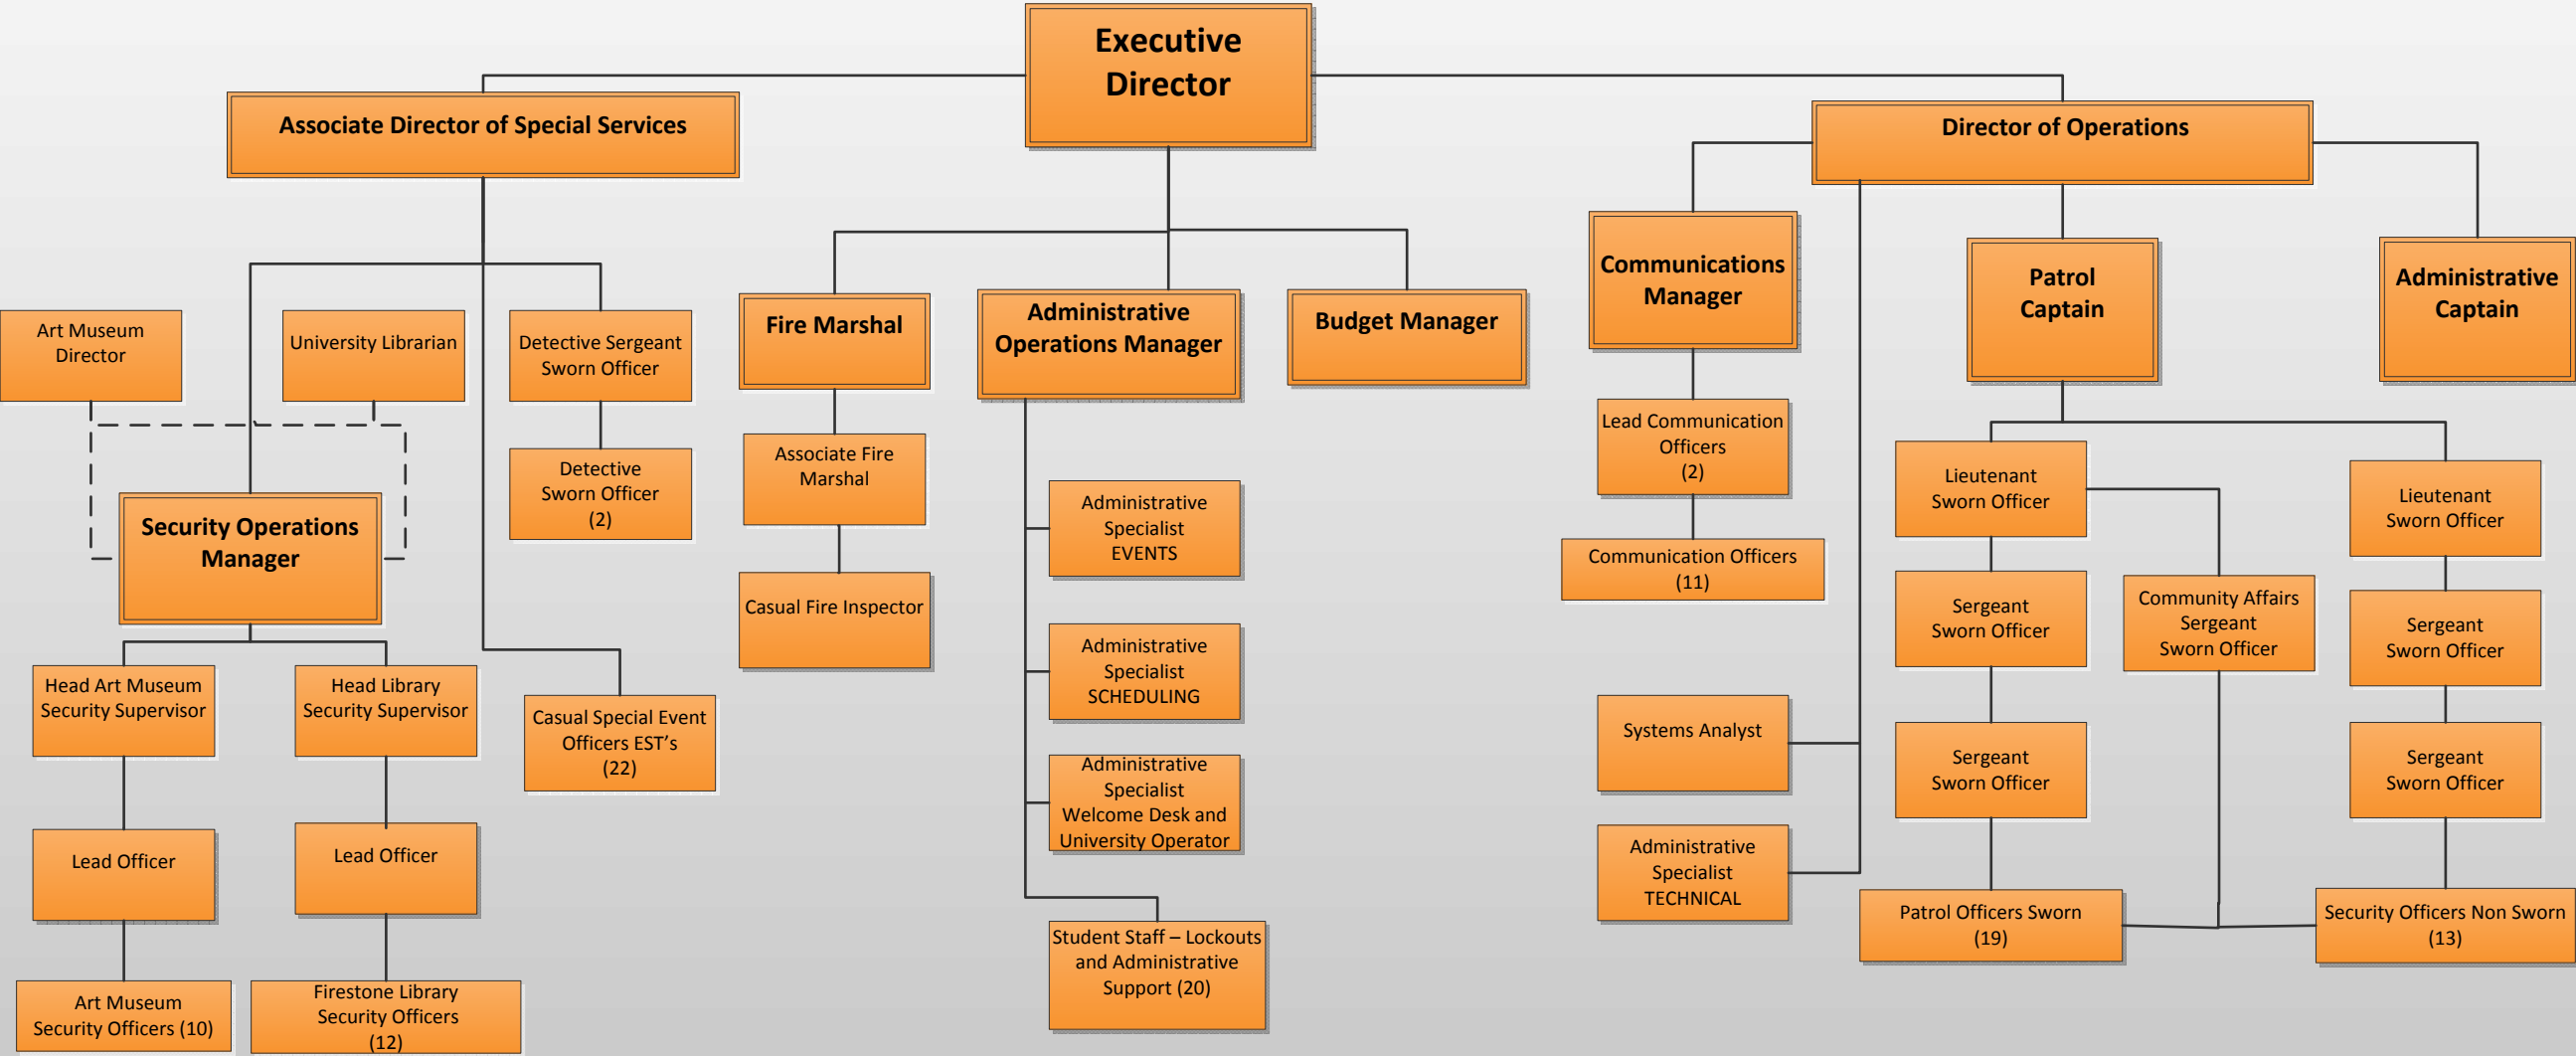 Executive
Director
Associate Director of Special Services
Director of Operations
Communications
Manager
Patrol
Captain
Administrative
Captain
Fire Marshal
Administrative
Operations Manager
Budget Manager
Art Museum
Director
University Librarian
Detective Sergeant
Sworn Officer
Detective
Sworn Officer
(2)
Security Operations
Manager
Head Art Museum
Security Supervisor
Head Library
Security Supervisor
Casual Special Event
Officers EST’s
(22)
Lead Officer
Lead Officer
Art Museum
Security Officers (10)
Firestone Library
Security Officers
(12)
Associate Fire
Marshal
Casual Fire Inspector
Administrative
Specialist
EVENTS
Administrative
Specialist
SCHEDULING
Administrative
Specialist
Welcome Desk and
University Operator
Student Staff – Lockouts
and Administrative
Support (20)
Lead Communication
Officers
(2)
Communication Officers
(11)
Systems Analyst
Administrative
Specialist
TECHNICAL
Lieutenant
Sworn Officer
Sergeant
Sworn Officer
Sergeant
Sworn Officer
Patrol Officers Sworn
(19)
Community Affairs
Sergeant
Sworn Officer
Lieutenant
Sworn Officer
Sergeant
Sworn Officer
Sergeant
Sworn Officer
Security Officers Non Sworn
(13)